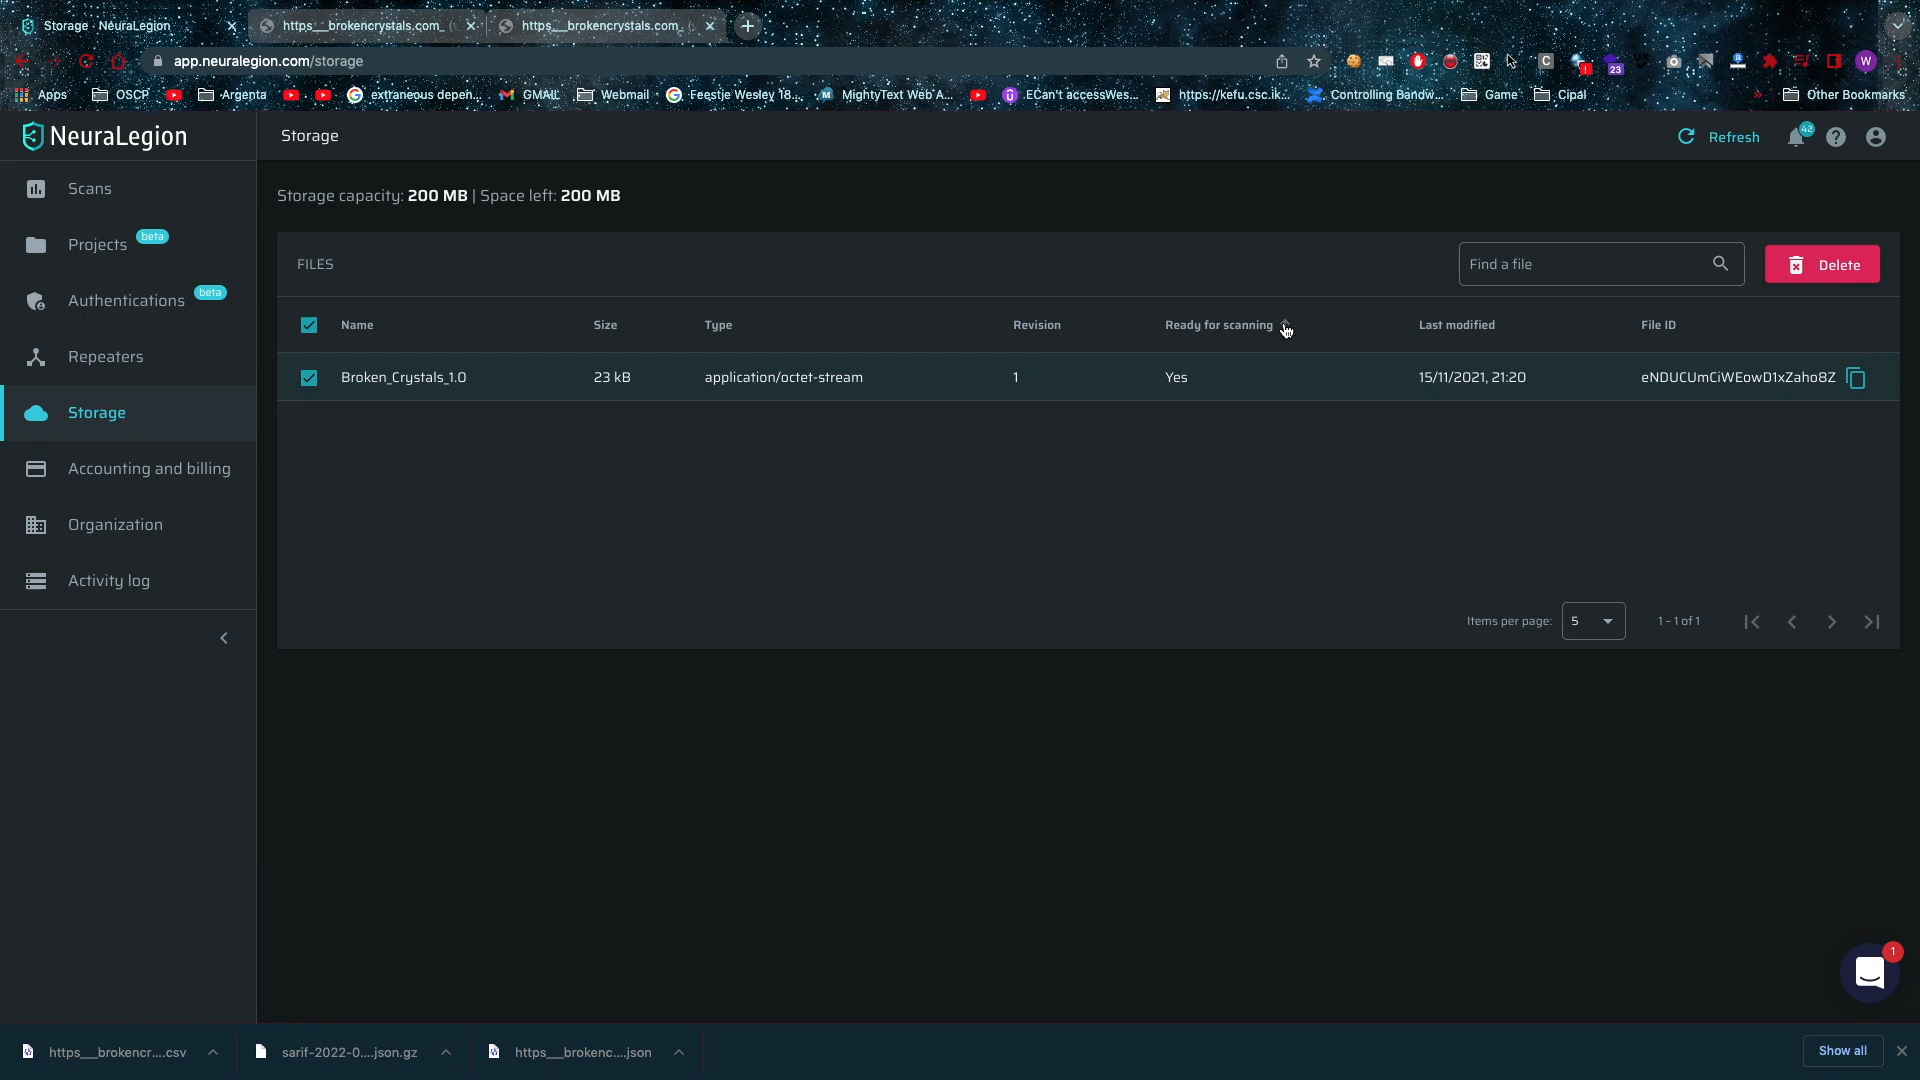 Storage · NeuraLegion
https__brokencrystals.com_ (
https__brokencrystals.com_ (
app.neuralegion.com/storage
C
23
W
Apps
OSCP
Argenta
extraneous depen...
GMAIL
Webmail
Feestje Wesley 18...
MightyText Web A...
ECan't accessWes...
https://kefu.csc.ik...
Controlling Bandw...
Game
Cipal
Other Bookmarks
NeuraLegion
Storage
Refresh
42
Scans
Projects beta
Authentications beta
Repeaters
Storage
Accounting and billing
Organization
Activity log
Storage capacity: 200 MB | Space left: 200 MB
FILES
Find a file
Delete
Name Size Type Revision Ready for scanning Last modified File ID
Broken_Crystals_1.0 23 kB application/octet-stream 1 Yes 15/11/2021, 21:20 eNDUCUmCiWEowD1xZaho8Z
Items per page: 5 1 - 1 of 1
1
https__brokencr....csv
sarif-2022-0....json.gz
https__brokenc....json
Show all